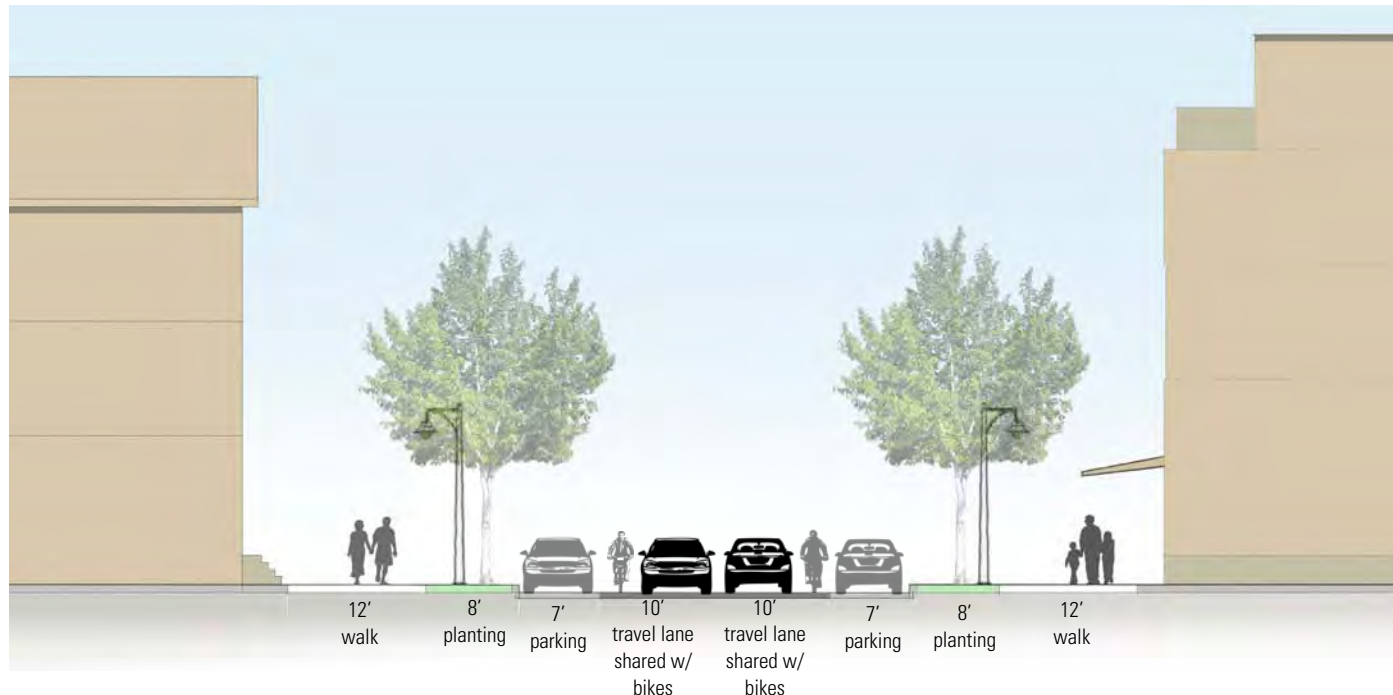 12’
walk
8’
planting
7’
parking
10’
travel lane
shared w/
bikes
10’
travel lane
shared w/
bikes
7’
parking
8’
planting
12’
walk